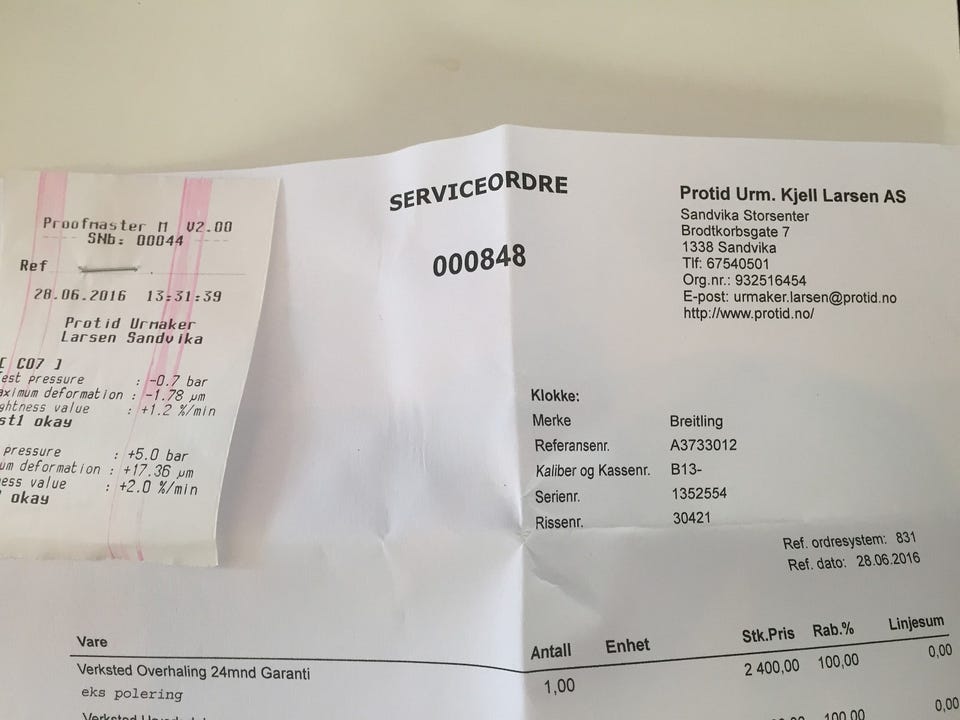 Proofmaster M V2.00
SNb: 00044
Ref
28.06.2016 13:31:39
Protid Urmaker
Larsen Sandvika
[ C07 ]
est pressure : -0.7 bar
aximum deformation : -1.78 µm
ghtness value : +1.2 %/min
st1 okay
pressure : +5.0 bar
um deformation : +17.36 µm
ess value : +2.0 %/min
okay
SERVICEORDRE
000848
Protid Urm. Kjell Larsen AS
Sandvika Storsenter
Brodtkorbsgate 7
1338 Sandvika
Tlf: 67540501
Org.nr.: 932516454
E-post: urmaker.larsen@protid.no
http://www.protid.no/
Klokke:
Merke Breitling
Referansenr. A3733012
Kaliber og Kassenr. B13-
Serienr. 1352554
Rissenr. 30421
Ref. ordresystem: 831
Ref. dato: 28.06.2016
Vare Antall Enhet Stk.Pris Rab.% Linjesum
Verksted Overhaling 24mnd Garanti 1,00 2 400,00 100,00 0,00
eks polering
Verksted 100,00 0,00